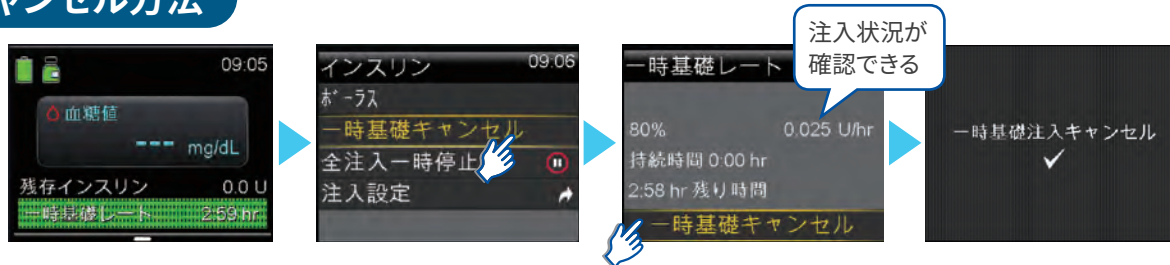 ャンセル方法
09:05
血糖値
--- mg/dL
残存インスリン 0.0 U
一時基礎レート 2:59 hr
インスリン 09:06
ボーラス
一時基礎キャンセル
全注入一時停止
注入設定
一時基礎レート
注入状況が
確認できる
80% 0.025 U/hr
持続時間 0:00 hr
2:58 hr 残り時間
一時基礎キャンセル
一時基礎注入キャンセル